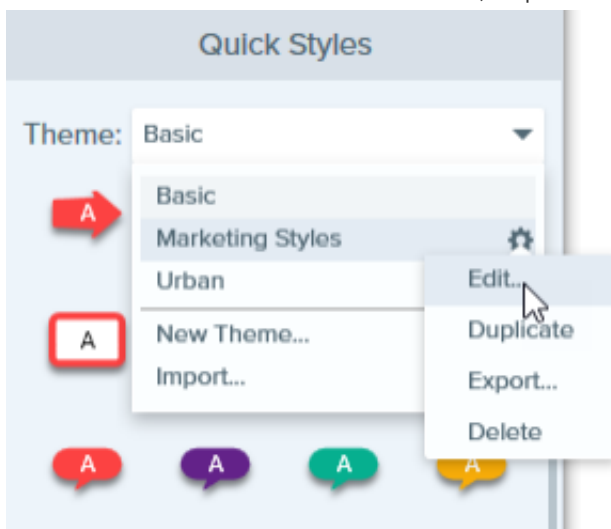 Quick Styles
Theme: Basic
A
Basic
Marketing Styles
Urban
Edit...
A
New Theme...
Duplicate
Import...
Export...
Delete
A A A A